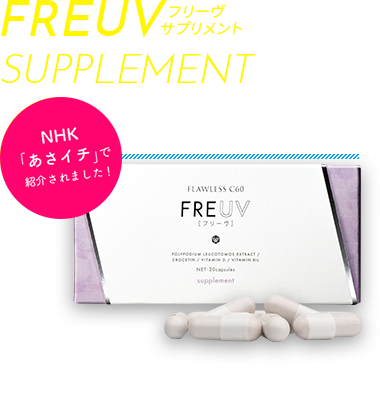 FREUV フリーヴ
サプリメント
SUPPLEMENT
NHK
「あさイチ」で
紹介されました！
FLAWLESS C60
FREUV
［フリーヴ］
POLYPODIUM LEUCOTOMOS EXTRACT /
CROCETIN / VITAMIN D / VITAMIN B2
NET･20capsules
supplement